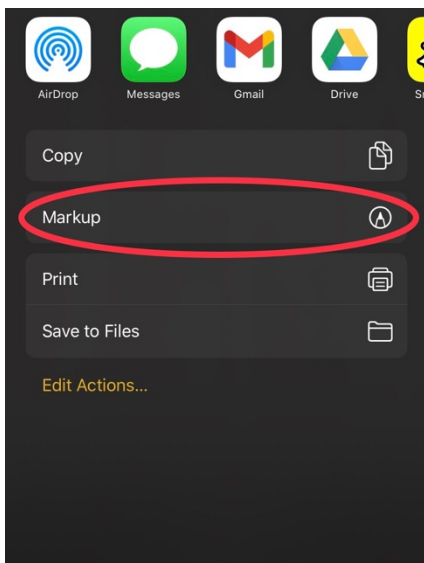 AirDrop Messages Gmail Drive
Copy
Markup
Print
Save to Files
Edit Actions...